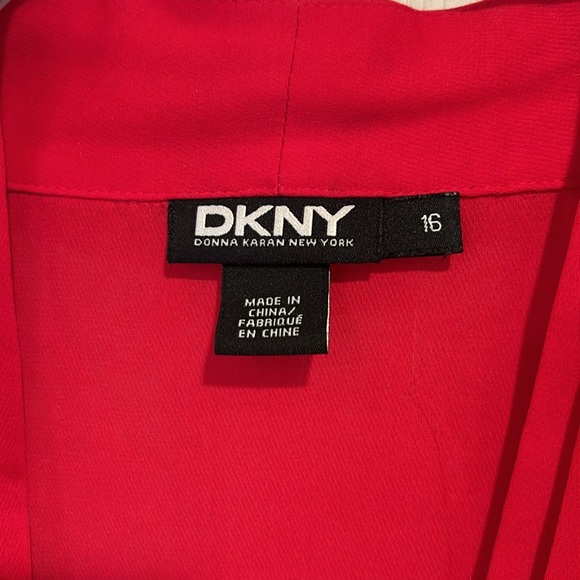 DKNY
DONNA KARAN NEW YORK
16
MADE IN
CHINA/
FABRIQUÉ
EN CHINE